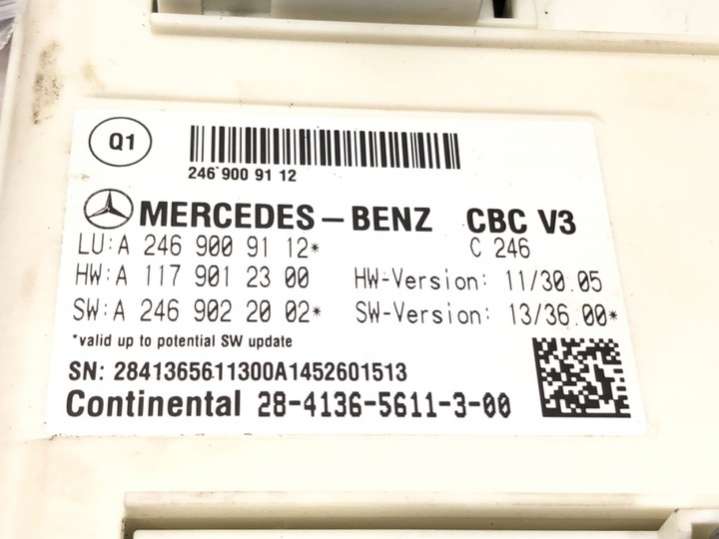 Q1
246 900 91 12
MERCEDES-BENZ CBC V3
LU:A 246 900 91 12* C 246
HW:A 117 901 23 00 HW-Version: 11/30.05
SW:A 246 902 20 02* SW-Version: 13/36.00*
*valid up to potential SW update
SN: 2841365611300A1452601513
Continental 28-4136-5611-3-00